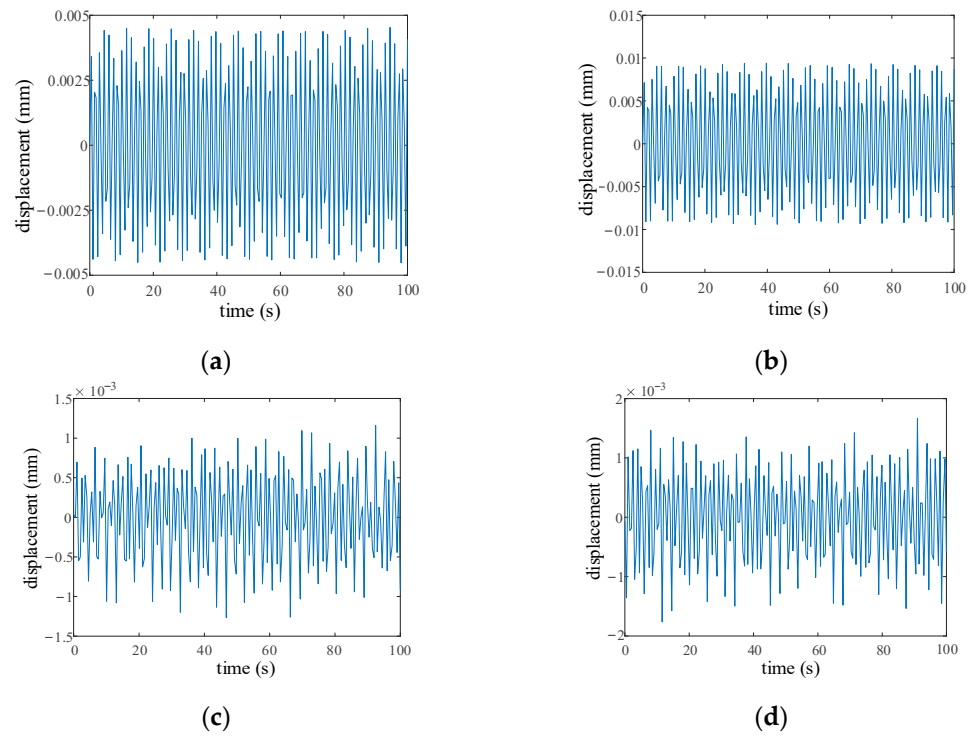 0.005
0.0025
0
−0.0025
−0.005
displacement (mm)
0 20 40 60 80 100
time (s)
(a)
0.015
0.01
0.005
0
−0.005
−0.01
−0.015
displacement (mm)
0 20 40 60 80 100
time (s)
(b)
× 10−3
1.5
1
0.5
0
−0.5
−1
−1.5
displacement (mm)
0 20 40 60 80 100
time (s)
(c)
× 10−3
2
1
0
−1
−2
displacement (mm)
0 20 40 60 80 100
time (s)
(d)